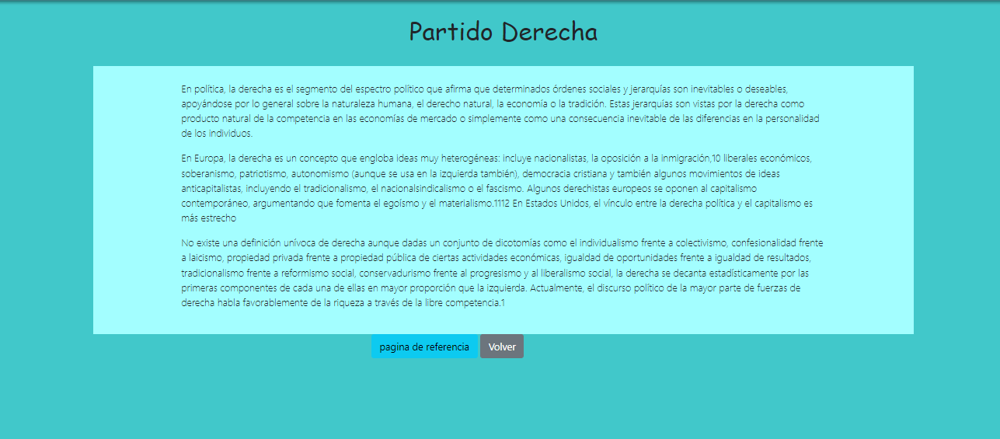 Partido Derecha
En política, la derecha es el segmento del espectro político que afirma que determinados órdenes sociales y jerarquías son inevitables o deseables,
apoyándose por lo general sobre la naturaleza humana, el derecho natural, la economía o la tradición. Estas jerarquías son vistas por la derecha como
producto natural de la competencia en las economías de mercado o simplemente como una consecuencia inevitable de las diferencias en la personalidad
de los individuos.
En Europa, la derecha es un concepto que engloba ideas muy heterogéneas: incluye nacionalistas, la oposición a la inmigración,10 liberales económicos,
soberanismo, patriotismo, autonomismo (aunque se usa en la izquierda también), democracia cristiana y también algunos movimientos de ideas
anticapitalistas, incluyendo el tradicionalismo, el nacionalsindicalismo o el fascismo. Algunos derechistas europeos se oponen al capitalismo
contemporáneo, argumentando que fomenta el egoísmo y el materialismo.1112 En Estados Unidos, el vínculo entre la derecha política y el capitalismo es
más estrecho
No existe una definición unívoca de derecha aunque dadas un conjunto de dicotomías como el individualismo frente a colectivismo, confesionalidad frente
a laicismo, propiedad privada frente a propiedad pública de ciertas actividades económicas, igualdad de oportunidades frente a igualdad de resultados,
tradicionalismo frente a reformismo social, conservadurismo frente al progresismo y al liberalismo social, la derecha se decanta estadísticamente por las
primeras componentes de cada una de ellas en mayor proporción que la izquierda. Actualmente, el discurso político de la mayor parte de fuerzas de
derecha habla favorablemente de la riqueza a través de la libre competencia.1
pagina de referencia Volver